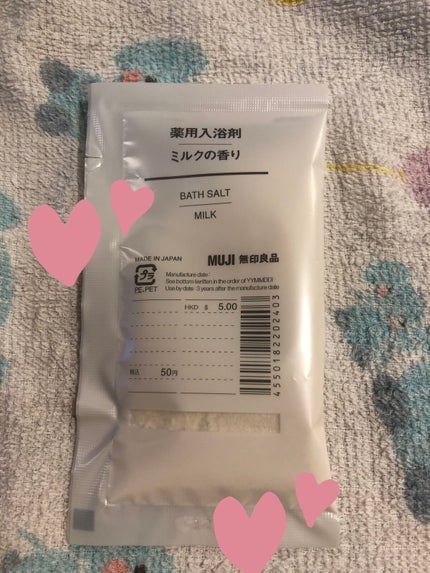 薬用入浴剤
ミルクの香り
BATH SALT
MILK
MADE IN JAPAN
MUJI 無印良品
プラ
PE.PET
Manufacture date:
See bottom (written in the order of YYMMDD)
Use by date: 3 years after the manufacture date
HKD $ 5.00
税込 50円
4550182202403